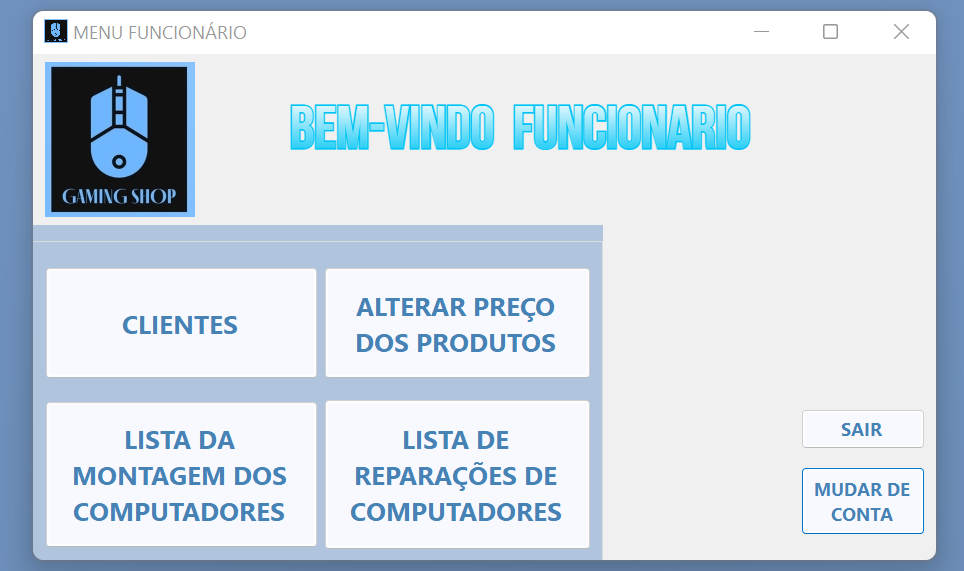 MENU FUNCIONÁRIO
GAMING SHOP
BEM-VINDO FUNCIONARIO
CLIENTES
ALTERAR PREÇO
DOS PRODUTOS
LISTA DA
MONTAGEM DOS
COMPUTADORES
LISTA DE
REPARAÇÕES DE
COMPUTADORES
SAIR
MUDAR DE
CONTA